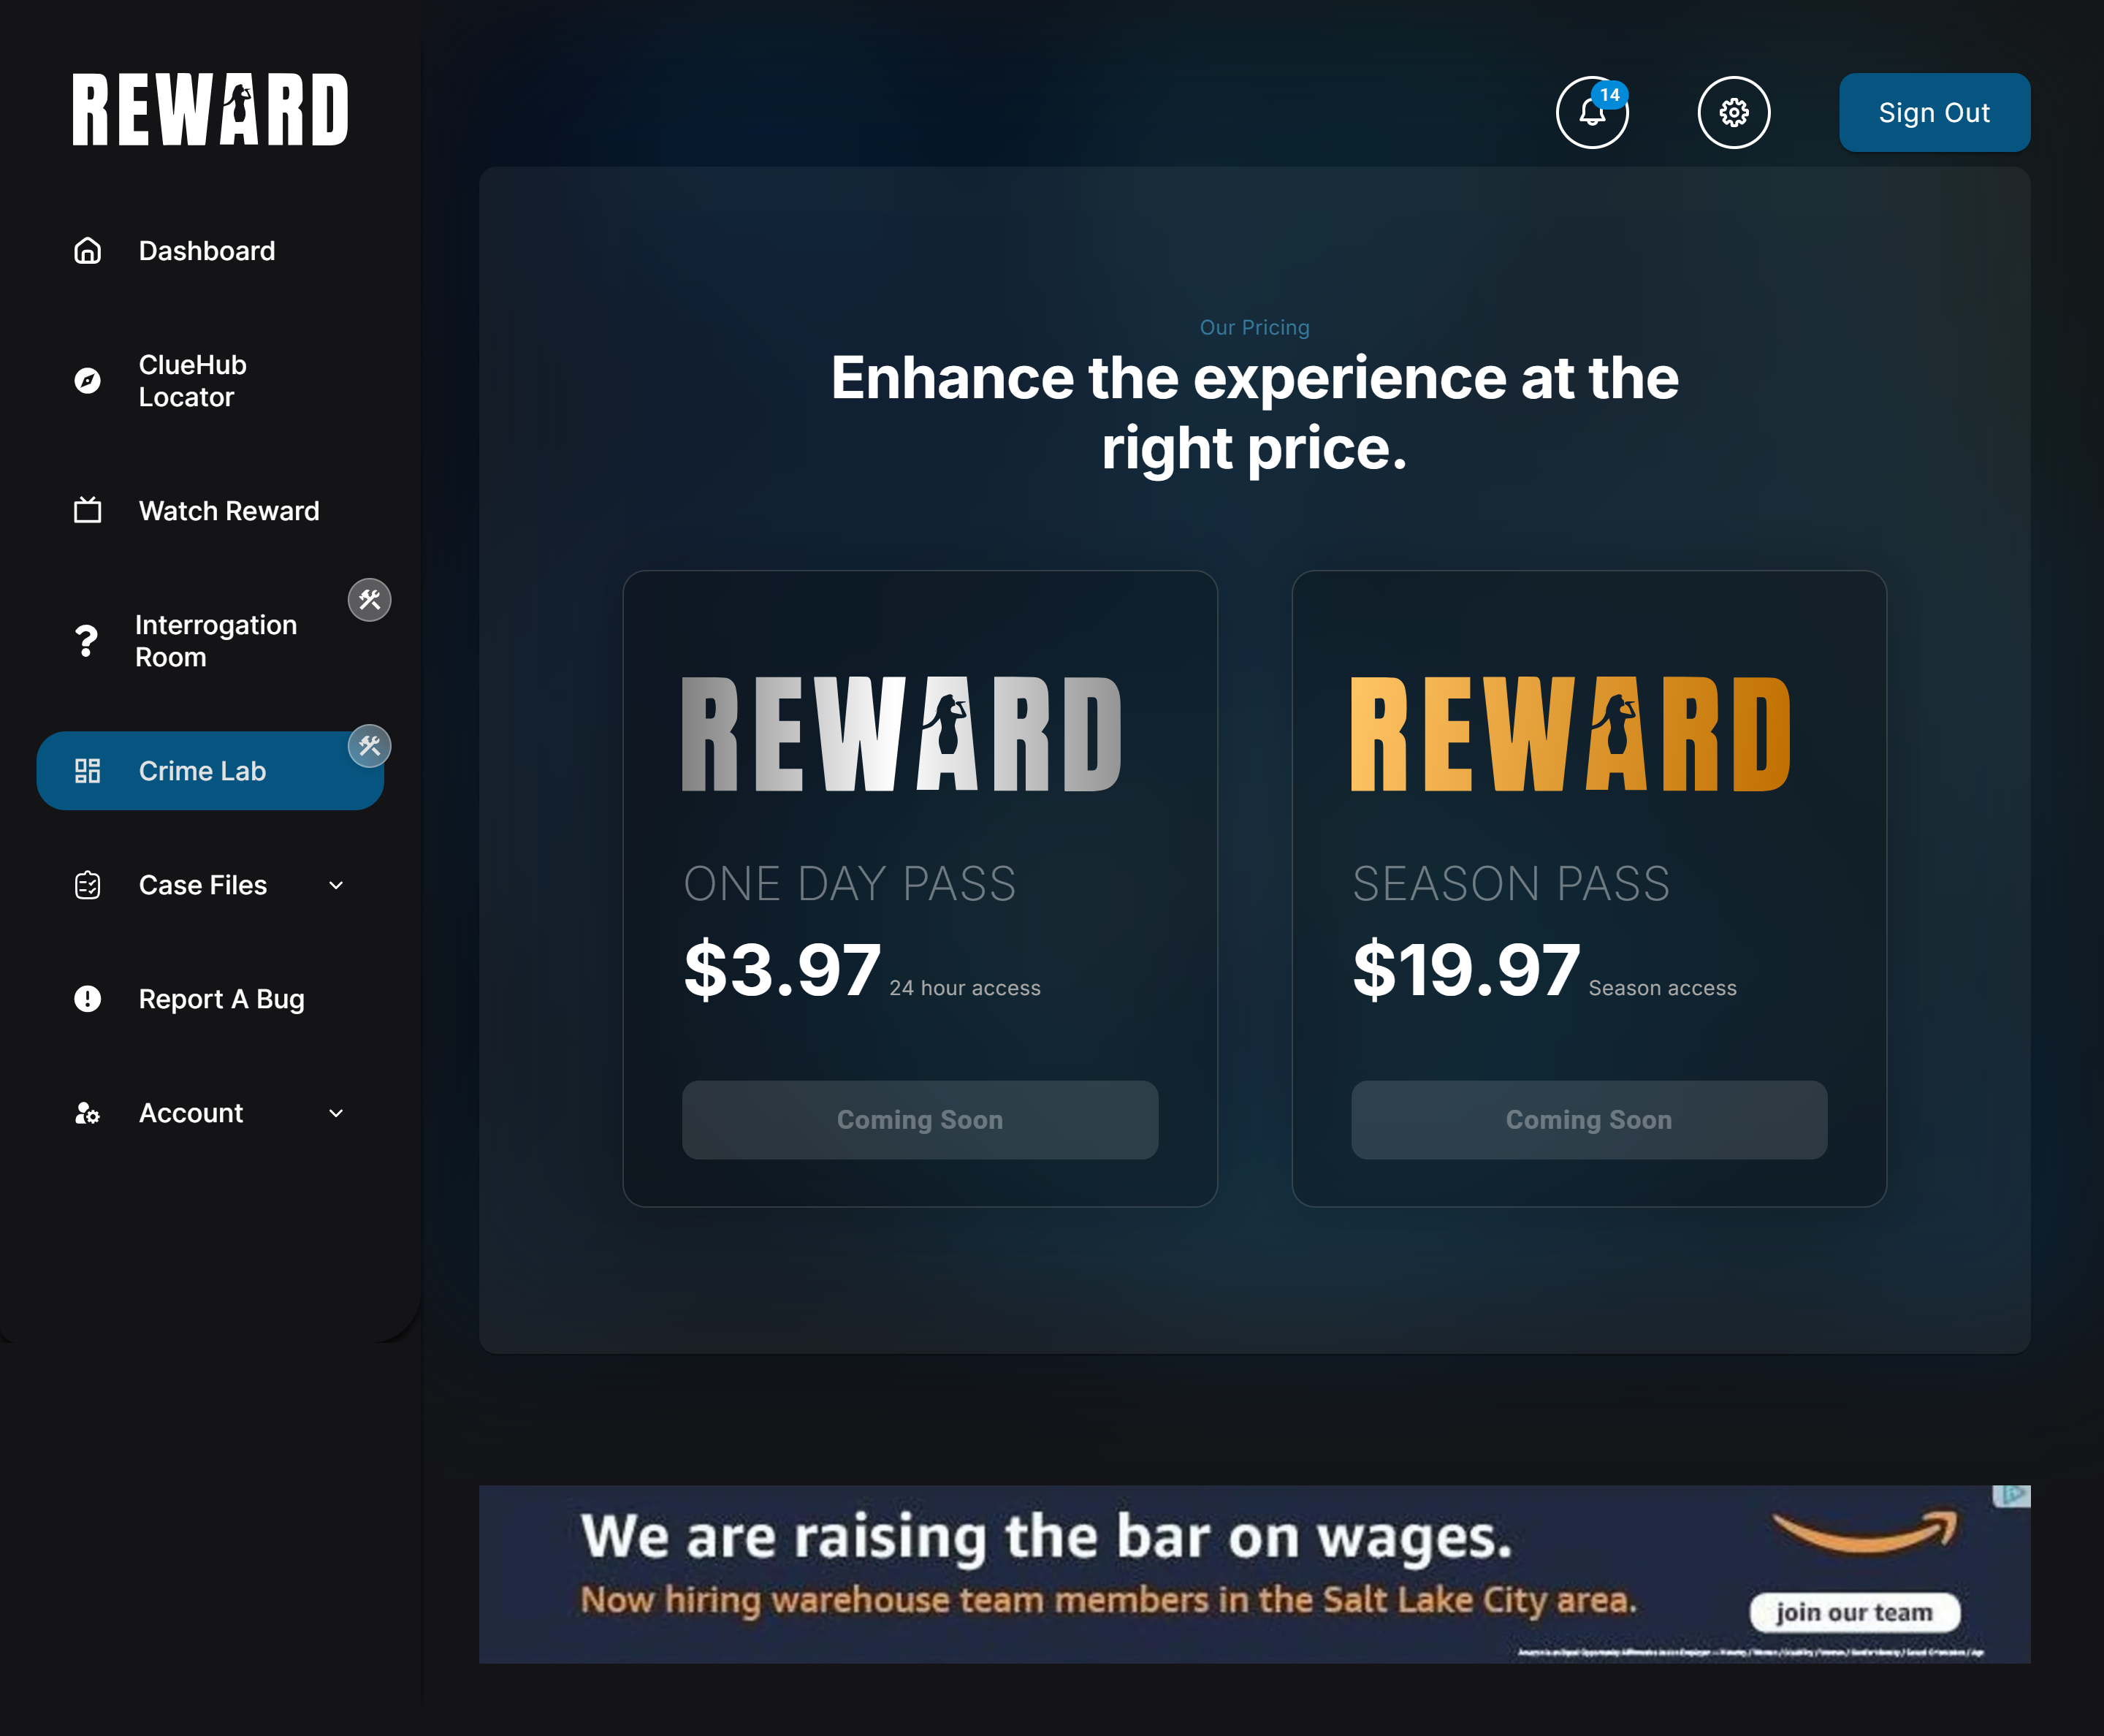 REWARD
14
Sign Out
Dashboard
ClueHub
Locator
Watch Reward
Interrogation
Room
Crime Lab
Case Files
Report A Bug
Account
Our Pricing
Enhance the experience at the
right price.
REWARD
ONE DAY PASS
$3.97 24 hour access
Coming Soon
REWARD
SEASON PASS
$19.97 Season access
Coming Soon
We are raising the bar on wages.
Now hiring warehouse team members in the Salt Lake City area.
join our team